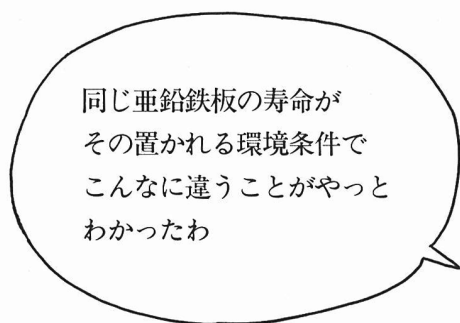 同じ亜鉛鉄板の寿命が
その置かれる環境条件で
こんなに違うことがやっと
わかったわ